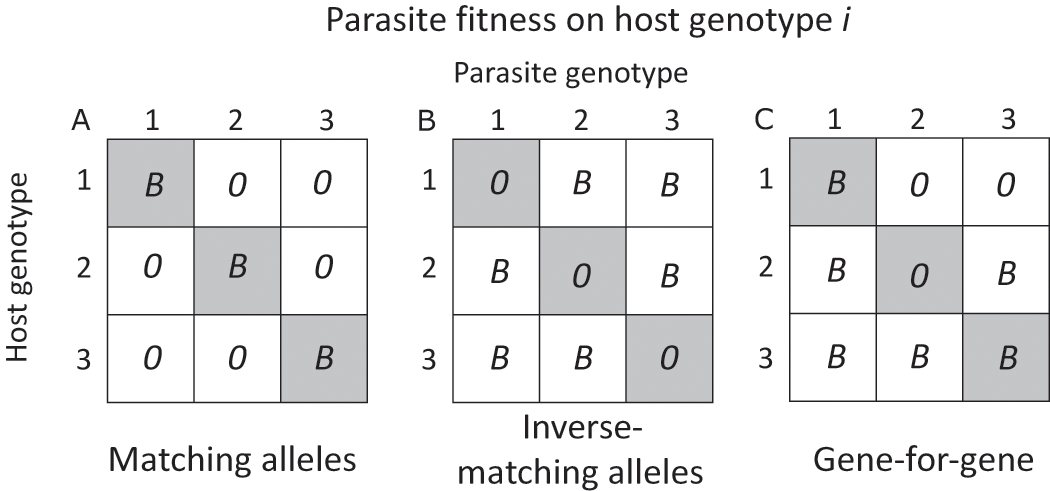 Parasite fitness on host genotype i
Parasite genotype
A 1 2 3
1 B 0 0
2 0 B 0
3 0 0 B
Matching alleles
B 1 2 3
1 0 B B
2 B 0 B
3 B B 0
Inverse-
matching alleles
C 1 2 3
1 B 0 0
2 B 0 B
3 B B B
Gene-for-gene
Host genotype